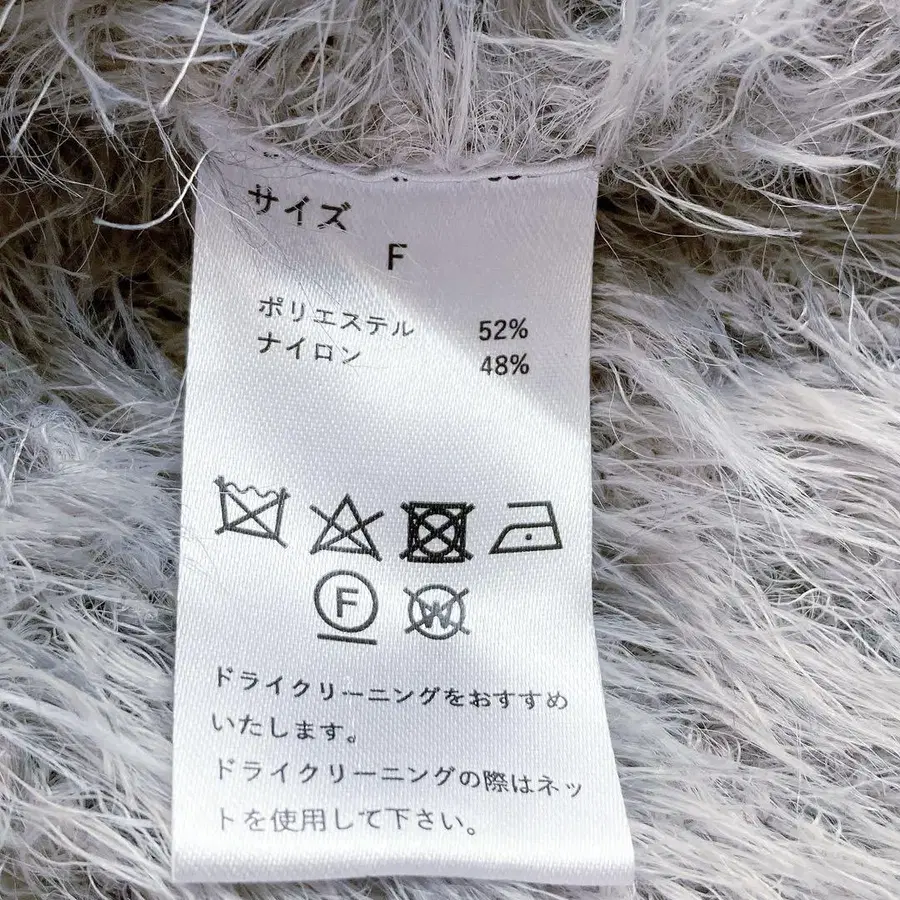 サイズ
F
ポリエステル 52%
ナイロン 48%
F W
ドライクリーニングをおすすめ
いたします。
ドライクリーニングの際はネッ
トを使用して下さい。